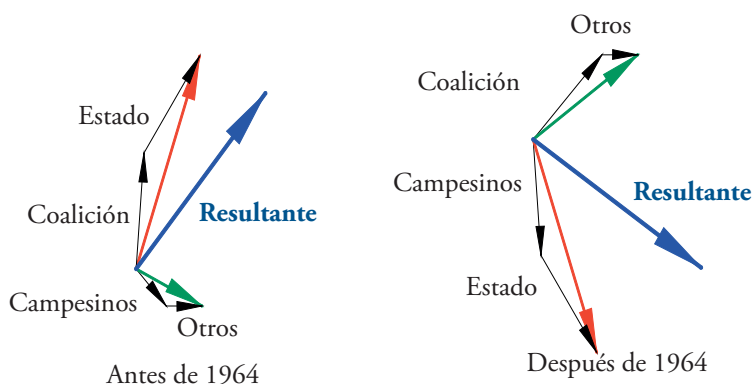 Estado
Coalición
Resultante
Campesinos
Otros
Antes de 1964
Otros
Coalición
Campesinos
Resultante
Estado
Después de 1964